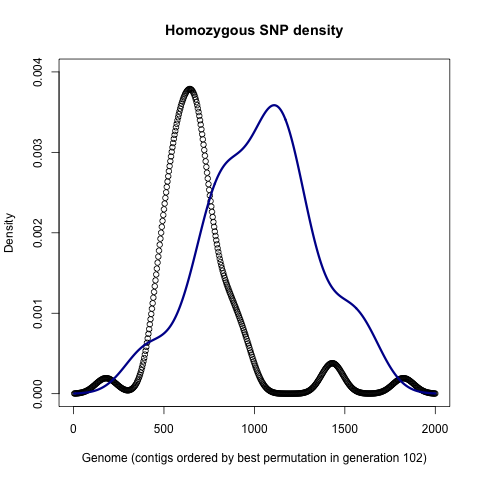 Homozygous SNP density
0.004
0.003
0.002
0.001
0.000
Density
0 500 1000 1500 2000
Genome (contigs ordered by best permutation in generation 102)